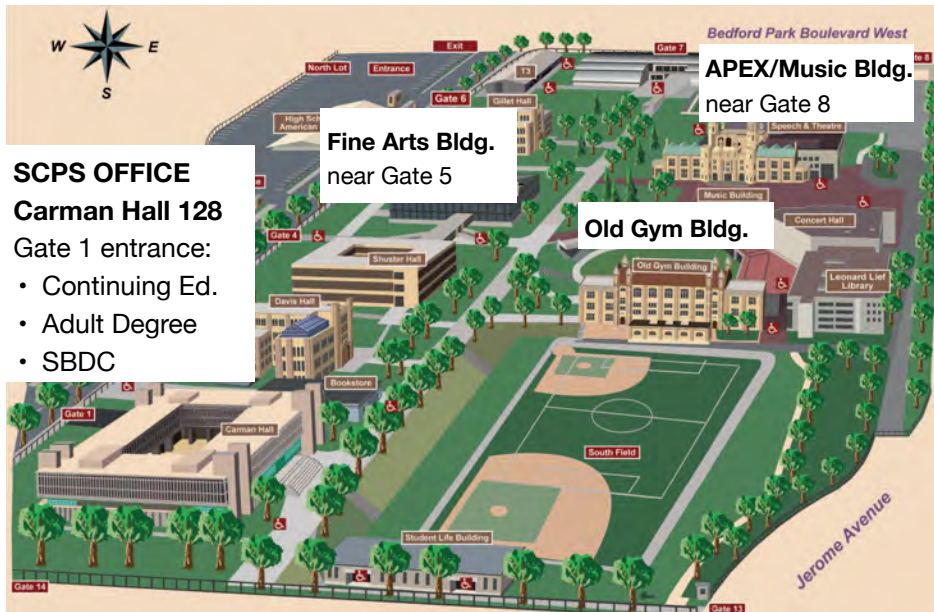 W
E
S
Exit
Bedford Park Boulevard West
North Lot
Entrance
T3
Gate 7
8
Gate 6
Gillet Hall
APEX/Music Bldg.
near Gate 8
High Sch
American
Fine Arts Bldg.
near Gate 5
Speech & Theatre
SCPS OFFICE
Carman Hall 128
Gate 1 entrance:
• Continuing Ed.
• Adult Degree
• SBDC
Music Building
Gate 4
Old Gym Bldg.
Concert Hall
Shuster Hall
Old Gym Building
Leonard Lief
Library
Davis Hall
Bookstore
Gate 1
Carman Hall
South Field
Student Life Building
Jerome Avenue
Gate 14
Gate 13